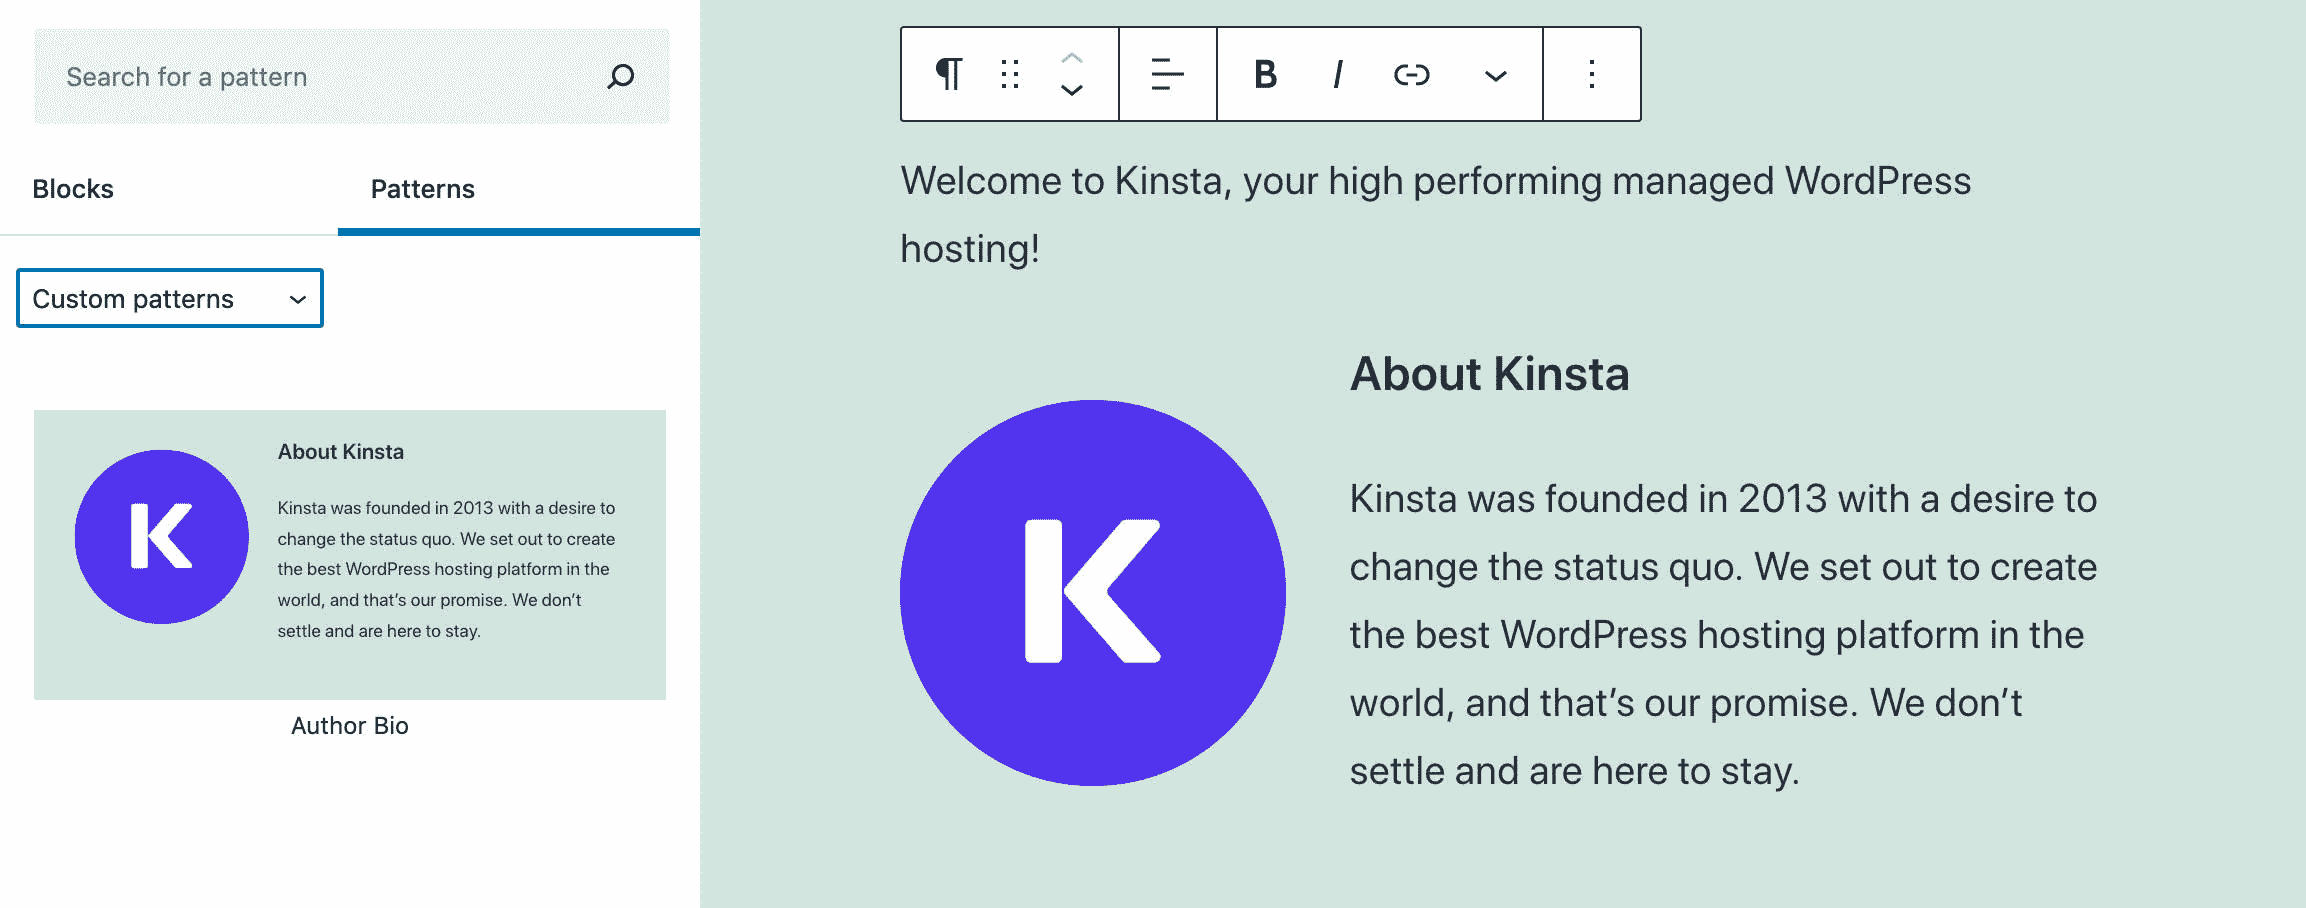 Search for a pattern
Blocks
Patterns
Custom patterns
K
About Kinsta
Kinsta was founded in 2013 with a desire to
change the status quo. We set out to create
the best WordPress hosting platform in the
world, and that’s our promise. We don’t
settle and are here to stay.
Author Bio
B I
Welcome to Kinsta, your high performing managed WordPress
hosting!
K
About Kinsta
Kinsta was founded in 2013 with a desire to
change the status quo. We set out to create
the best WordPress hosting platform in the
world, and that’s our promise. We don’t
settle and are here to stay.